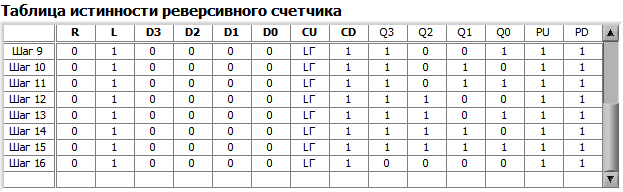 Таблица истинности реверсивного счетчика
R L D3 D2 D1 D0 CU CD Q3 Q2 Q1 Q0 PU PD
Шаг 9 0 1 0 0 0 0 ⺊Г 1 1 0 0 1 1 1
Шаг 10 0 1 0 0 0 0 LГ 1 1 0 1 0 1 1
Шаг 11 0 1 0 0 0 0 LГ 1 1 0 1 1 1 1
Шаг 12 0 1 0 0 0 0 LГ 1 1 1 0 0 1 1
Шаг 13 0 1 0 0 0 0 LГ 1 1 1 0 1 1 1
Шаг 14 0 1 0 0 0 0 LГ 1 1 1 1 0 1 1
Шаг 15 0 1 0 0 0 0 LГ 1 1 1 1 1 1 1
Шаг 16 0 1 0 0 0 0 LГ 1 0 0 0 0 1 1